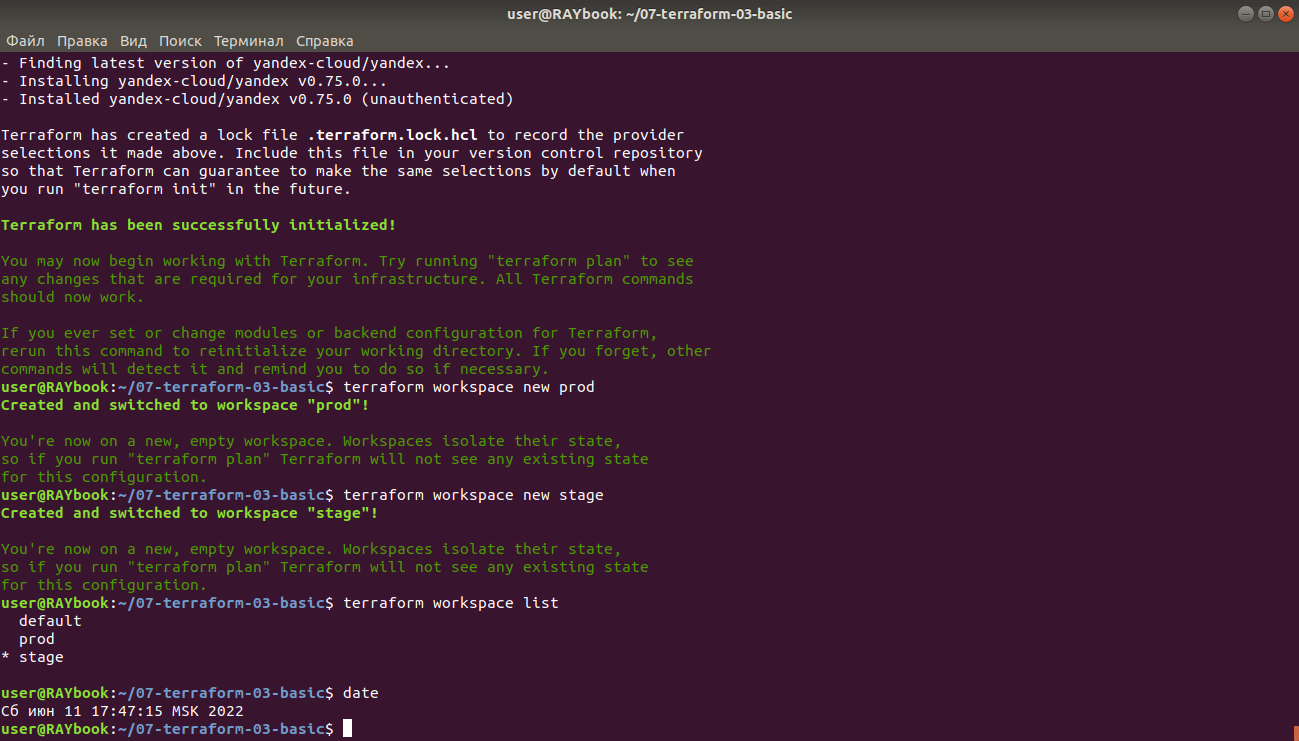 user@RAYbook: ~/07-terraform-03-basic
Файл Правка Вид Поиск Терминал Справка
- Finding latest version of yandex-cloud/yandex...
- Installing yandex-cloud/yandex v0.75.0...
- Installed yandex-cloud/yandex v0.75.0 (unauthenticated)
Terraform has created a lock file .terraform.lock.hcl to record the provider
selections it made above. Include this file in your version control repository
so that Terraform can guarantee to make the same selections by default when
you run "terraform init" in the future.
Terraform has been successfully initialized!
You may now begin working with Terraform. Try running "terraform plan" to see
any changes that are required for your infrastructure. All Terraform commands
should now work.
If you ever set or change modules or backend configuration for Terraform,
rerun this command to reinitialize your working directory. If you forget, other
commands will detect it and remind you to do so if necessary.
user@RAYbook:~/07-terraform-03-basic$ terraform workspace new prod
Created and switched to workspace "prod"!
You're now on a new, empty workspace. Workspaces isolate their state,
so if you run "terraform plan" Terraform will not see any existing state
for this configuration.
user@RAYbook:~/07-terraform-03-basic$ terraform workspace new stage
Created and switched to workspace "stage"!
You're now on a new, empty workspace. Workspaces isolate their state,
so if you run "terraform plan" Terraform will not see any existing state
for this configuration.
user@RAYbook:~/07-terraform-03-basic$ terraform workspace list
  default
  prod
* stage
user@RAYbook:~/07-terraform-03-basic$ date
Сб июн 11 17:47:15 MSK 2022
user@RAYbook:~/07-terraform-03-basic$